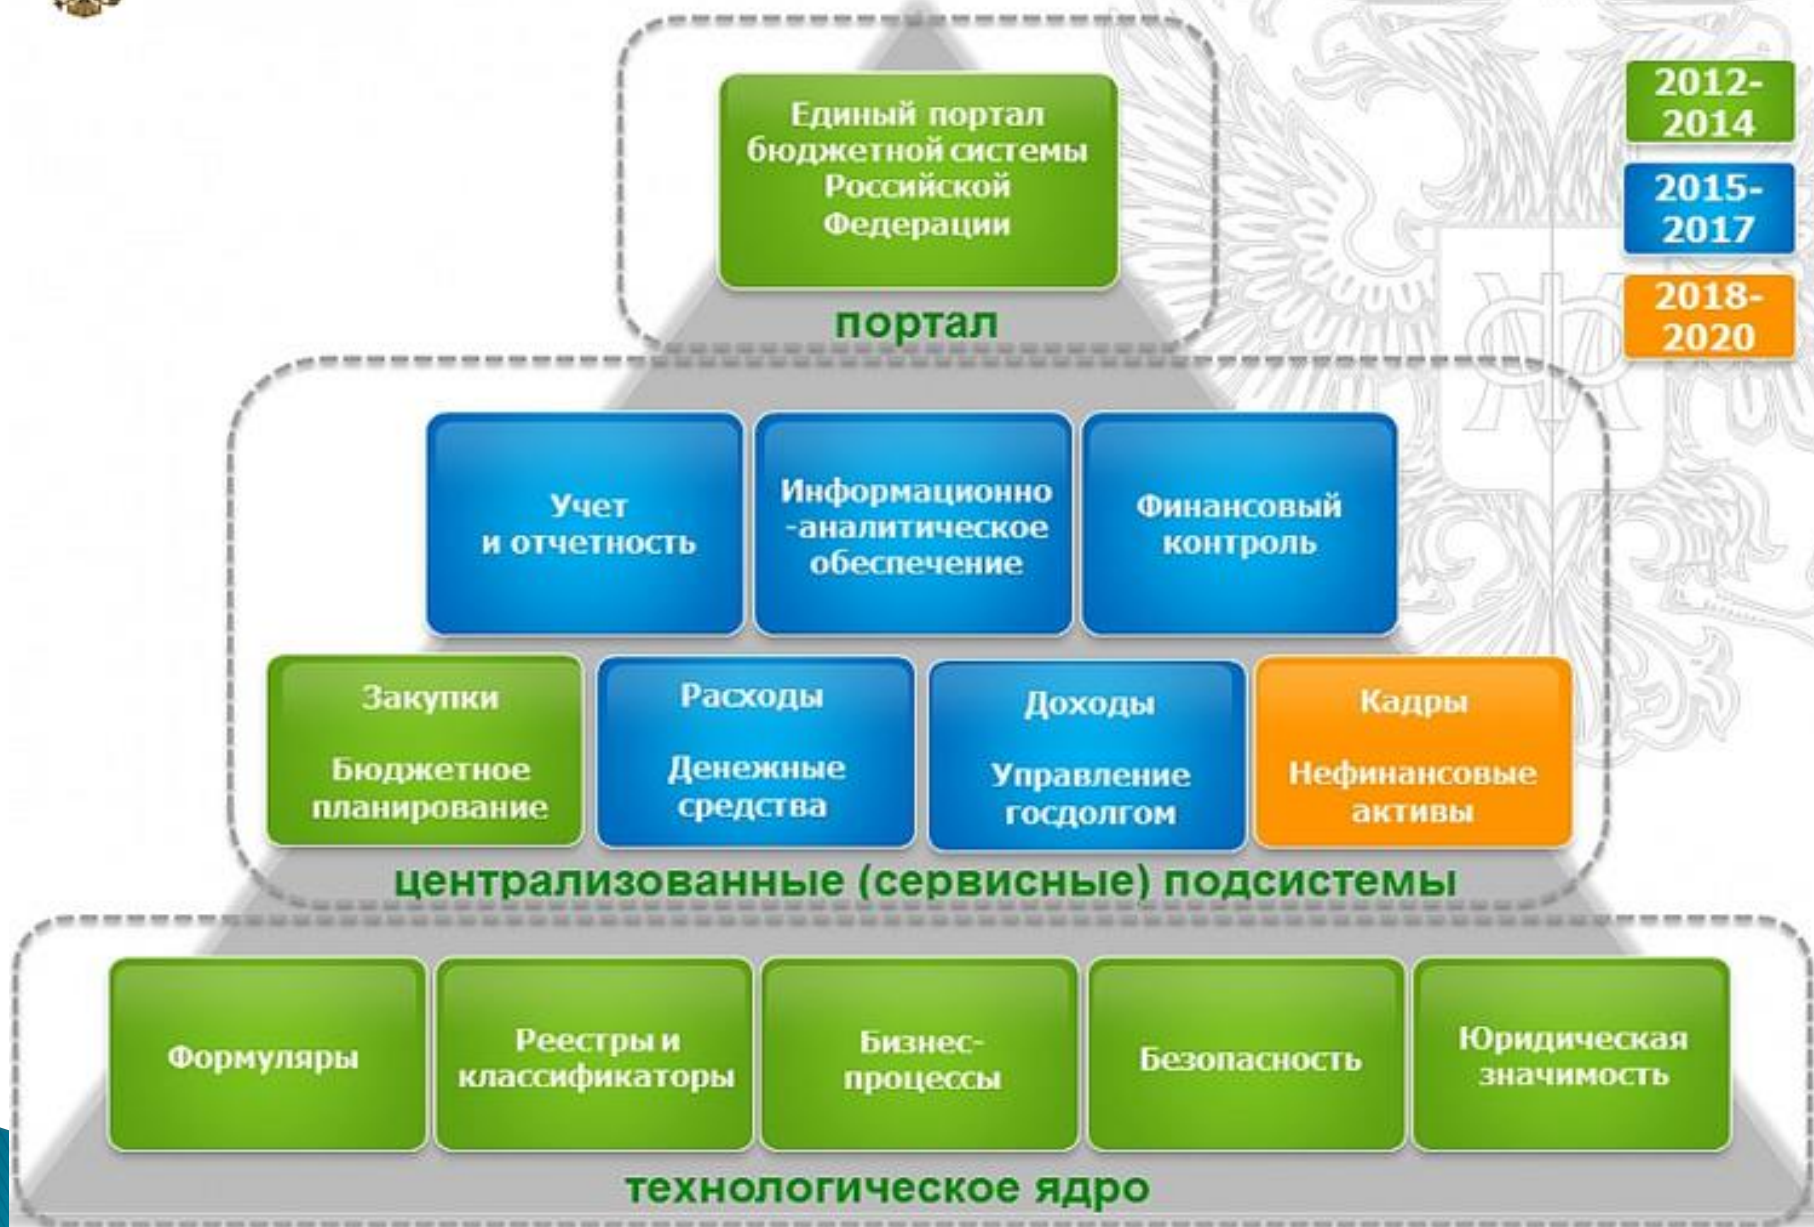 Единый портал
бюджетной системы
Российской
Федерации
портал
2012-
2014
2015-
2017
2018-
2020
Учет
и отчетность
Информационно
-аналитическое
обеспечение
Финансовый
контроль
Закупки
Бюджетное
планирование
Расходы
Денежные
средства
Доходы
Управление
госдолгом
Кадры
Нефинансовые
активы
централизованные (сервисные) подсистемы
Формуляры
Реестры и
классификаторы
Бизнес-
процессы
Безопасность
Юридическая
значимость
технологическое ядро